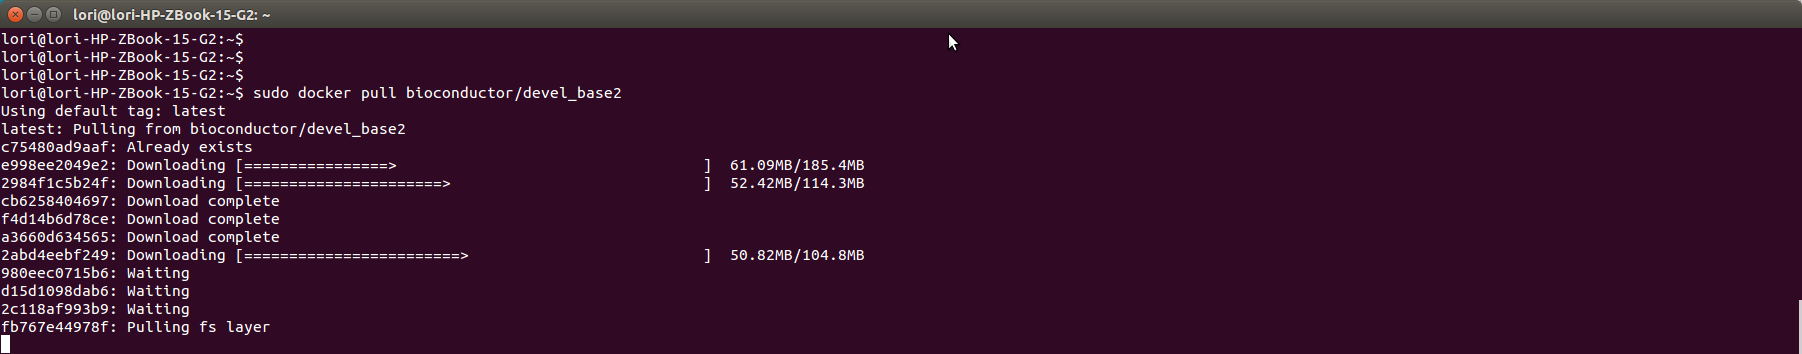 lori@lori-HP-ZBook-15-G2: ~
lori@lori-HP-ZBook-15-G2:~$
lori@lori-HP-ZBook-15-G2:~$
lori@lori-HP-ZBook-15-G2:~$
lori@lori-HP-ZBook-15-G2:~$ sudo docker pull bioconductor/devel_base2
Using default tag: latest
latest: Pulling from bioconductor/devel_base2
c75480ad9aaf: Already exists
e998ee2049e2: Downloading [================>                                  ]  61.09MB/185.4MB
2984f1c5b24f: Downloading [======================>                            ]  52.42MB/114.3MB
cb6258404697: Download complete
f4d14b6d78ce: Download complete
a3660d634565: Download complete
2abd4eebf249: Downloading [========================>                          ]  50.82MB/104.8MB
980eec0715b6: Waiting
d15d1098dab6: Waiting
2c118af993b9: Waiting
fb767e44978f: Pulling fs layer